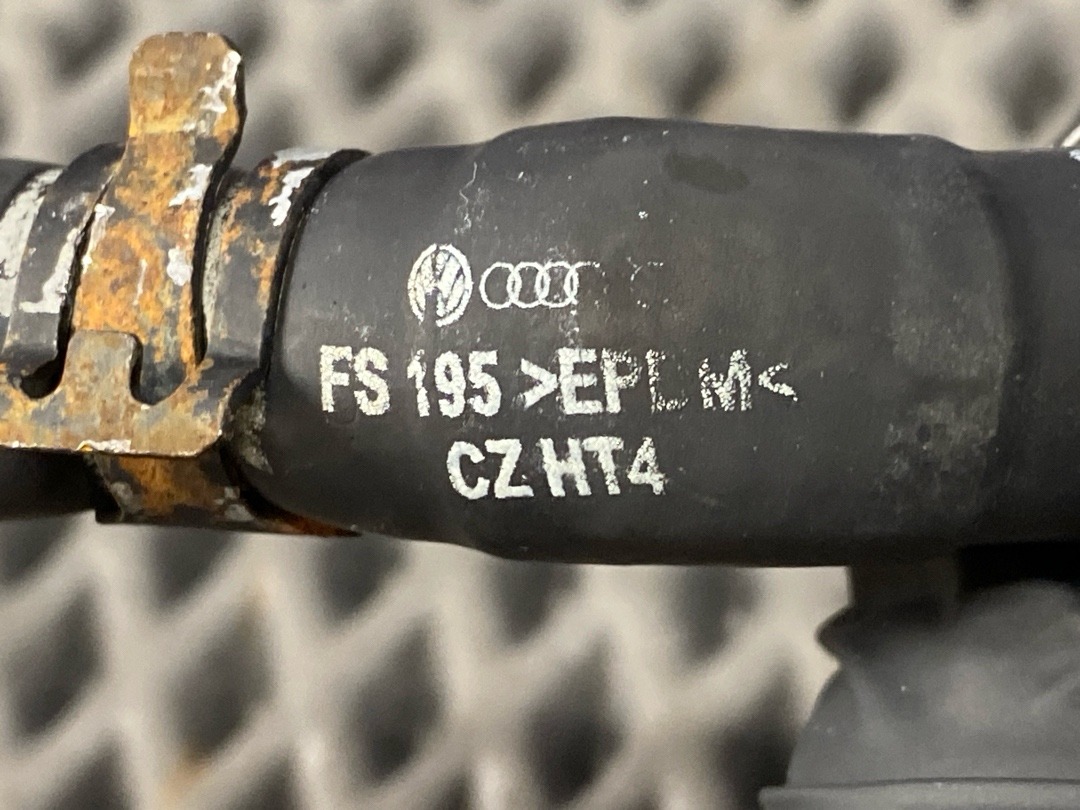 FS 195 >EPDM<
CZ HT4